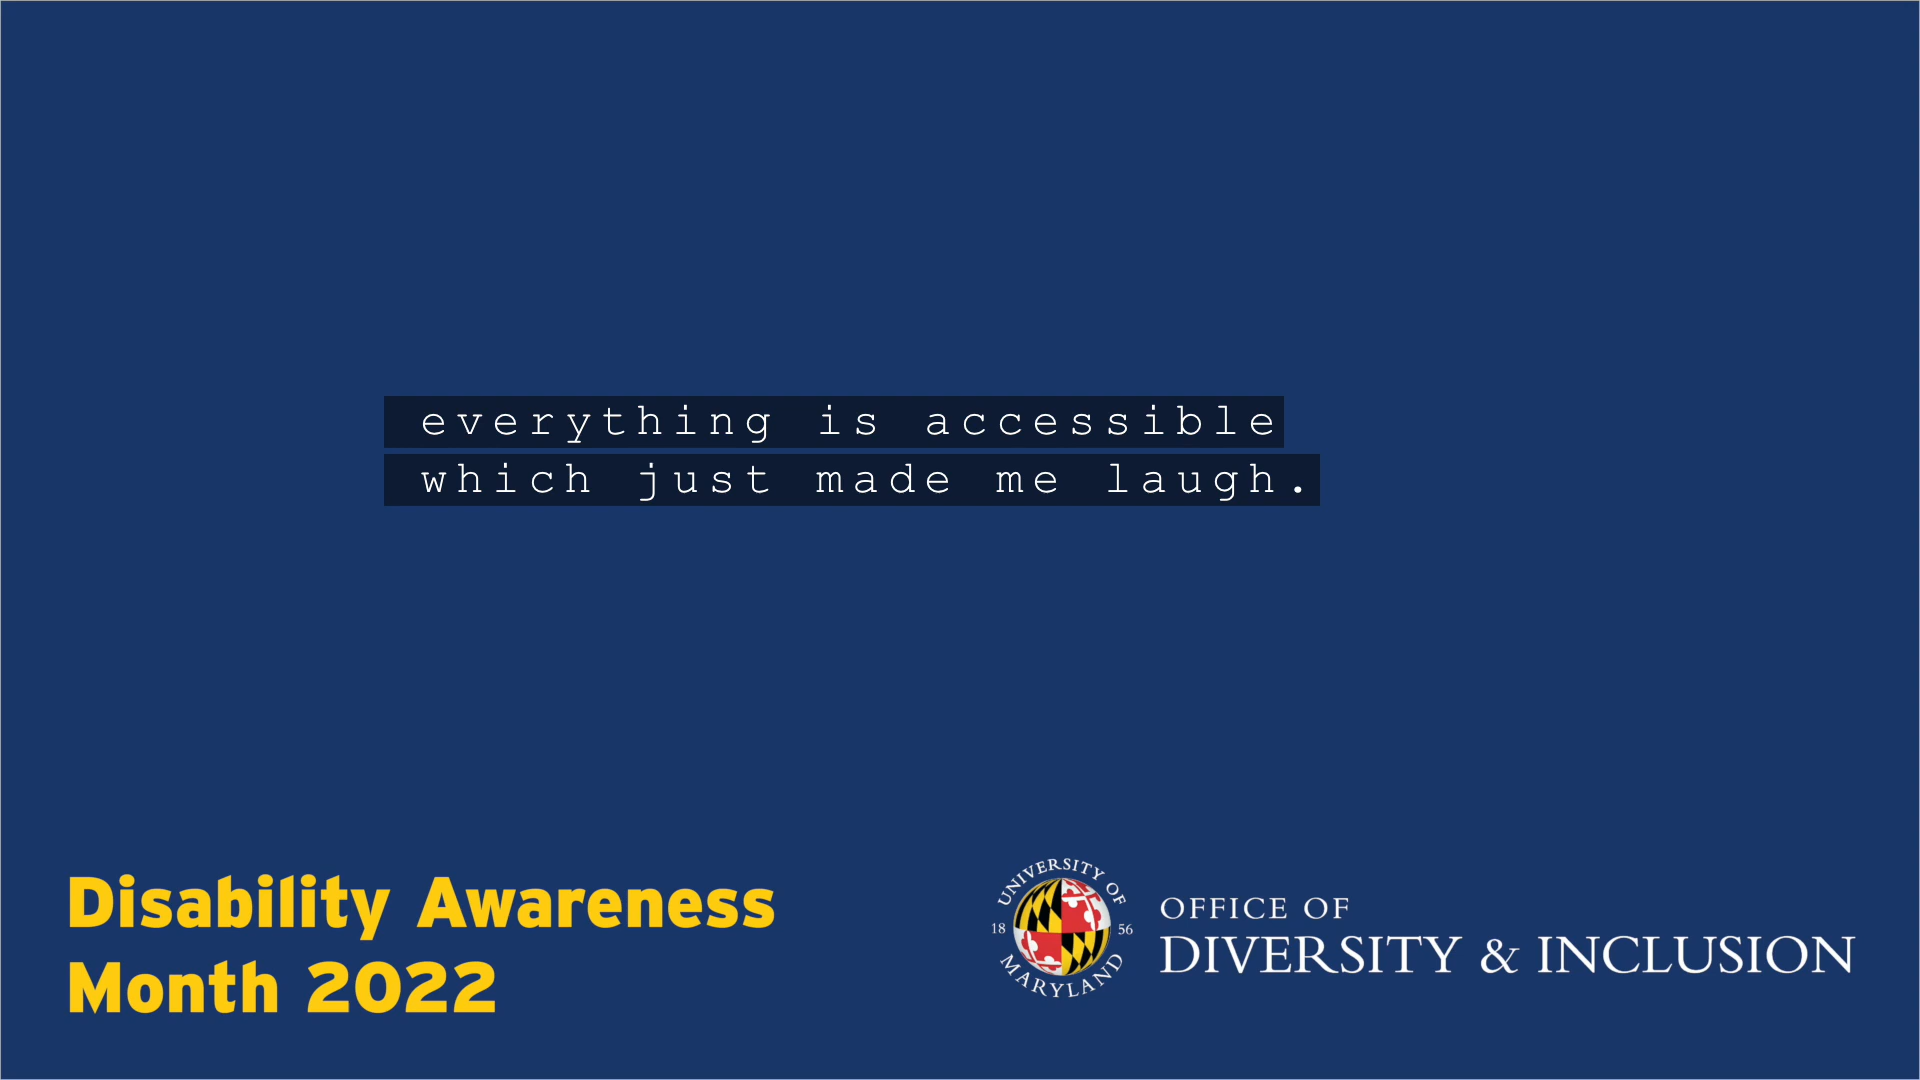 everything is accessible
which just made me laugh.
Disability Awareness
Month 2022
UNIVERSITY OF
18 56
MARYLAND
OFFICE OF
DIVERSITY & INCLUSION